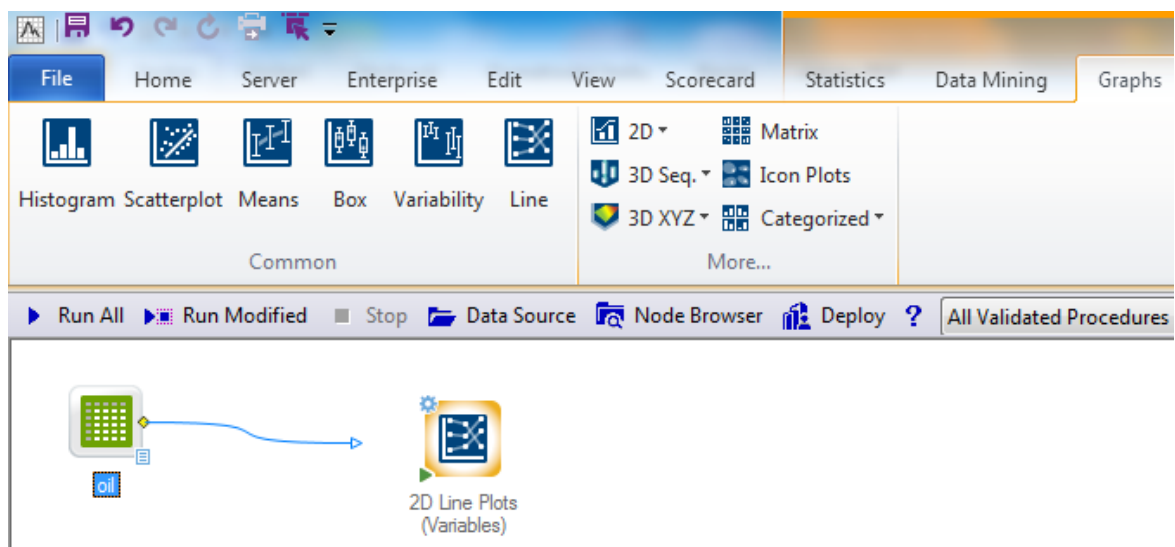 File Home Server Enterprise Edit View Scorecard Statistics Data Mining Graphs
2D Matrix
3D Seq. Icon Plots
Histogram Scatterplot Means Box Variability Line
3D XYZ Categorized
Common More...
Run All Run Modified Stop Data Source Node Browser Deploy ? All Validated Procedures
oil
2D Line Plots
(Variables)